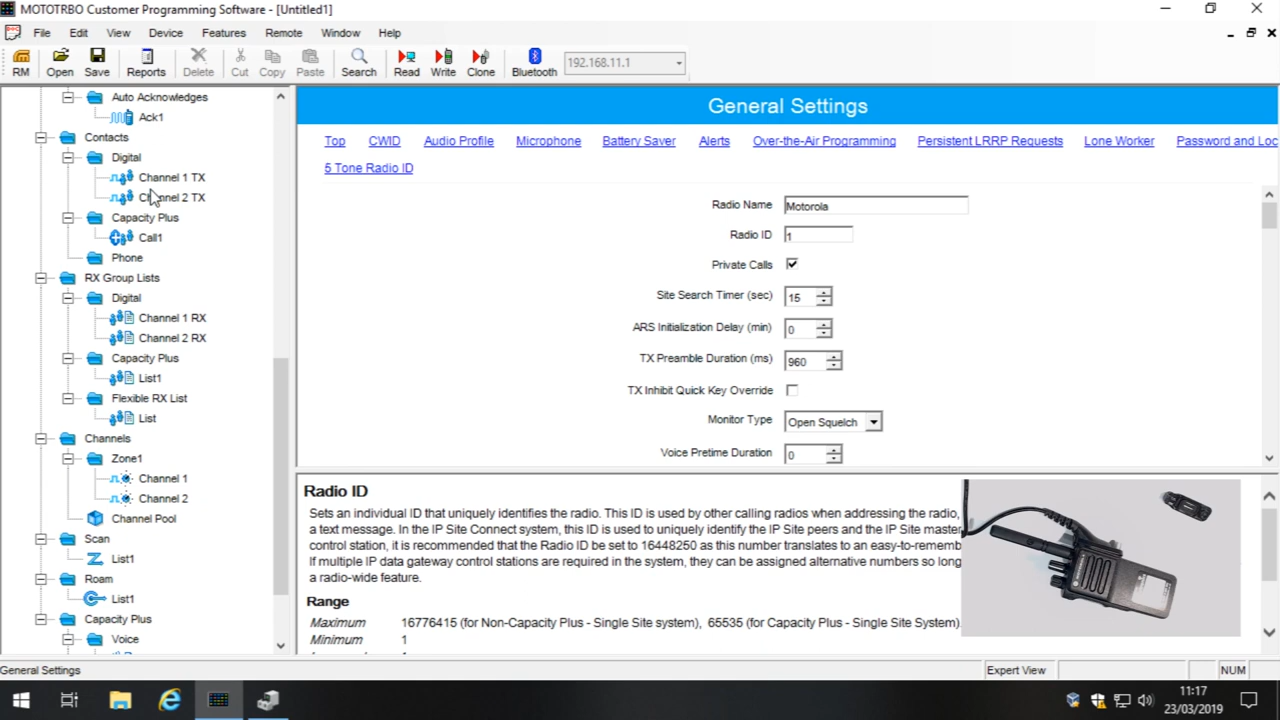 MOTOTRBO Customer Programming Software - [Untitled1]
File Edit View Device Features Remote Window Help
RM Open Save Reports Delete Cut Copy Paste Search Read Write Clone Bluetooth 192.168.11.1
Auto Acknowledges
Ack1
Contacts
Digital
Channel 1 TX
Channel 2 TX
Capacity Plus
Call1
Phone
RX Group Lists
Digital
Channel 1 RX
Channel 2 RX
Capacity Plus
List1
Flexible RX List
List
Channels
Zone1
Channel 1
Channel 2
Channel Pool
Scan
List1
Roam
List1
Capacity Plus
Voice
General Settings
Top CWID Audio Profile Microphone Battery Saver Alerts Over-the-Air Programming Persistent LRRP Requests Lone Worker Password and Loc
5 Tone Radio ID
Radio Name Motorola
Radio ID 1
Private Calls
Site Search Timer (sec) 15
ARS Initialization Delay (min) 0
TX Preamble Duration (ms) 960
TX Inhibit Quick Key Override
Monitor Type Open Squelch
Voice Pretime Duration 0
Radio ID
Sets an individual ID that uniquely identifies the radio. This ID is used by other calling radios when addressing the radio,
a text message. In the IP Site Connect system, this ID is used to uniquely identify the IP Site peers and the IP Site master
control station, it is recommended that the Radio ID be set to 16448250 as this number translates to an easy-to-rememb
If multiple IP data gateway control stations are required in the system, they can be assigned alternative numbers so long
a radio-wide feature.
Range
Maximum 16776415 (for Non-Capacity Plus - Single Site system), 65535 (for Capacity Plus - Single Site System)
Minimum 1
General Settings Expert View NUM
11:17
23/03/2019